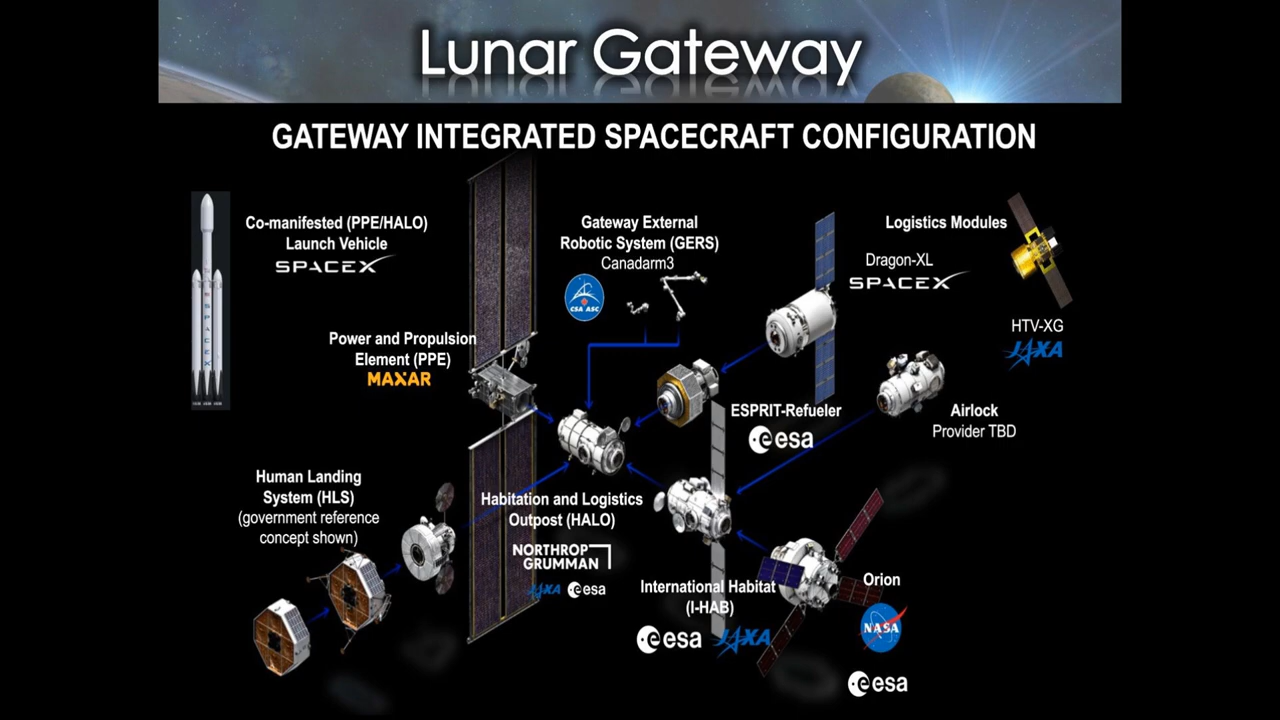 Lunar Gateway
GATEWAY INTEGRATED SPACECRAFT CONFIGURATION
Co-manifested (PPE/HALO)
Launch Vehicle
SPACEX
Gateway External
Robotic System (GERS)
Canadarm3
CSA ASC
Logistics Modules
Dragon-XL
SPACEX
HTV-XG
JAXA
SPACEX
Power and Propulsion
Element (PPE)
MAXAR
ESPRIT-Refueler
esa
Airlock
Provider TBD
Human Landing
System (HLS)
(government reference
concept shown)
Habitation and Logistics
Outpost (HALO)
NORTHROP
GRUMMAN
JAXA esa
International Habitat
(I-HAB)
esa JAXA
Orion
NASA
esa